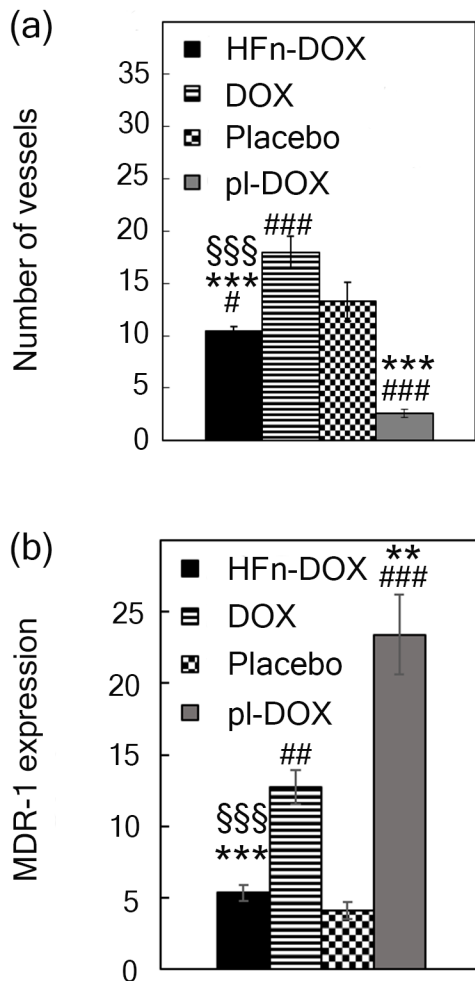 (a)
Number of vessels
35
30
25
20
15
10
5
0
HFn-DOX
DOX
Placebo
pl-DOX
###
§§§
***
#
***
###
(b)
MDR-1 expression
25
20
15
10
5
0
HFn-DOX
DOX
Placebo
pl-DOX
**
###
##
§§§
***